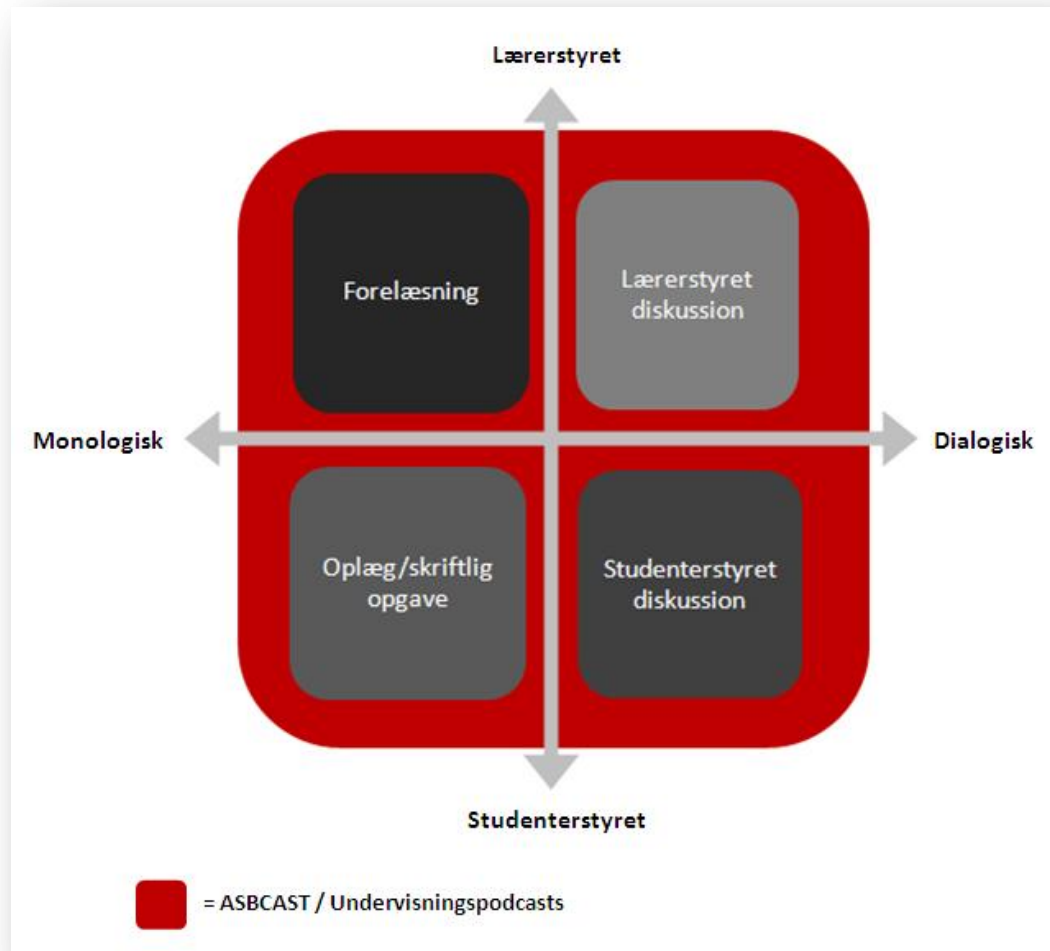 Lærerstyret
Forelæsning
Lærerstyret
diskussion
Monologisk
Dialogisk
Oplæg/skriftlig
opgave
Studenterstyret
diskussion
Studenterstyret
= ASBCAST / Undervisningspodcasts